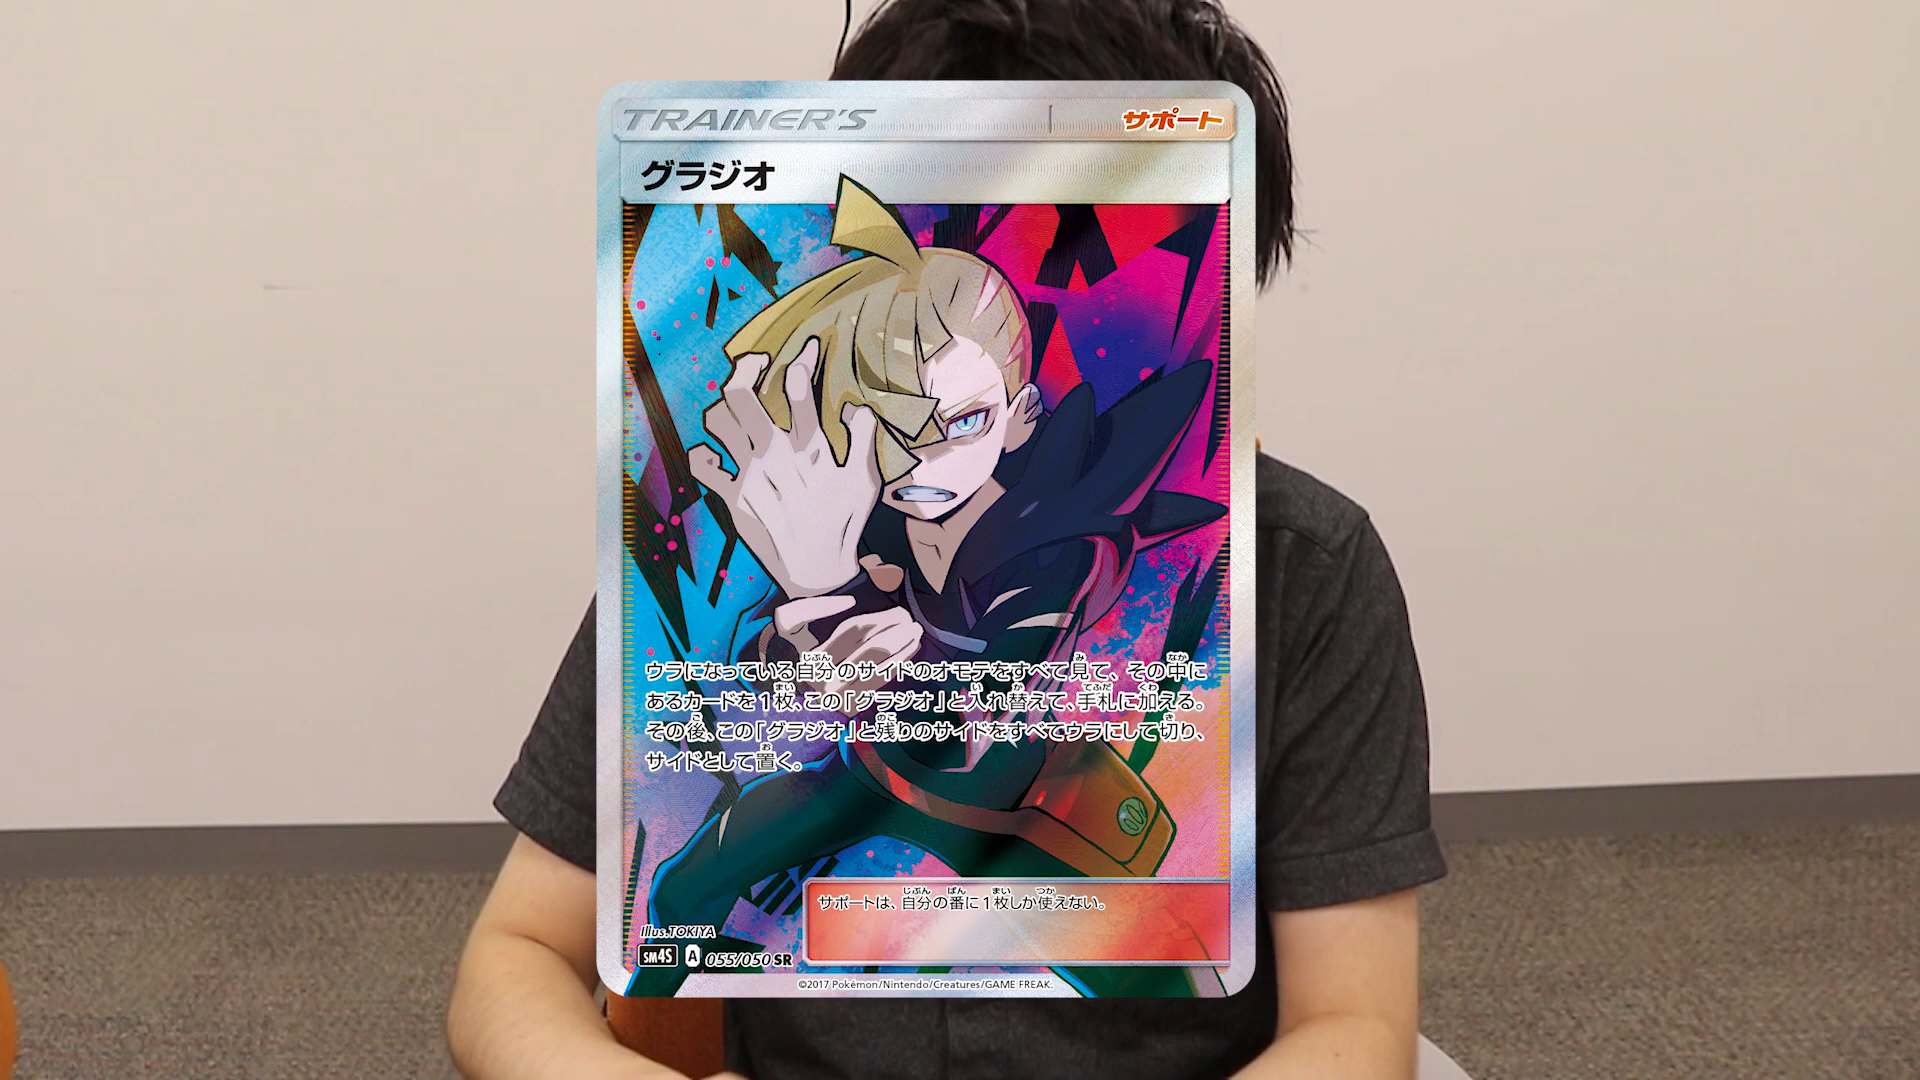 TRAINER'S
サポート
グラジオ
ウラになっている自分のサイドのオモテをすべて見て、その中に
あるカードを1枚、この「グラジオ」と入れ替えて、手札に加える。
その後、この「グラジオ」と残りのサイドをすべてウラにして切り、
サイドとして置く。
サポートは、自分の番に1枚しか使えない。
Illus.TOKIYA
SM4S A 055/050 SR
©2017 Pokémon/Nintendo/Creatures/GAME FREAK.